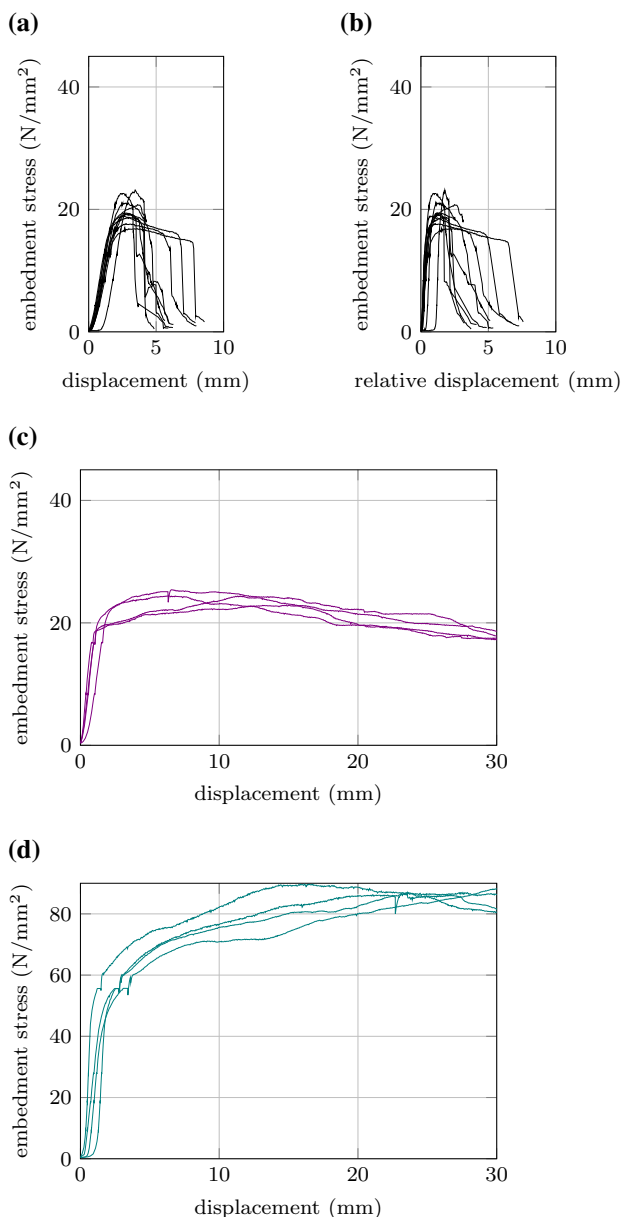 (a)
(b)
embedment stress (N/mm²)
40
20
0
0 5 10
displacement (mm)
embedment stress (N/mm²)
40
20
0
0 5 10
relative displacement (mm)
(c)
embedment stress (N/mm²)
40
20
0
0 10 20 30
displacement (mm)
(d)
embedment stress (N/mm²)
80
60
40
20
0
0 10 20 30
displacement (mm)